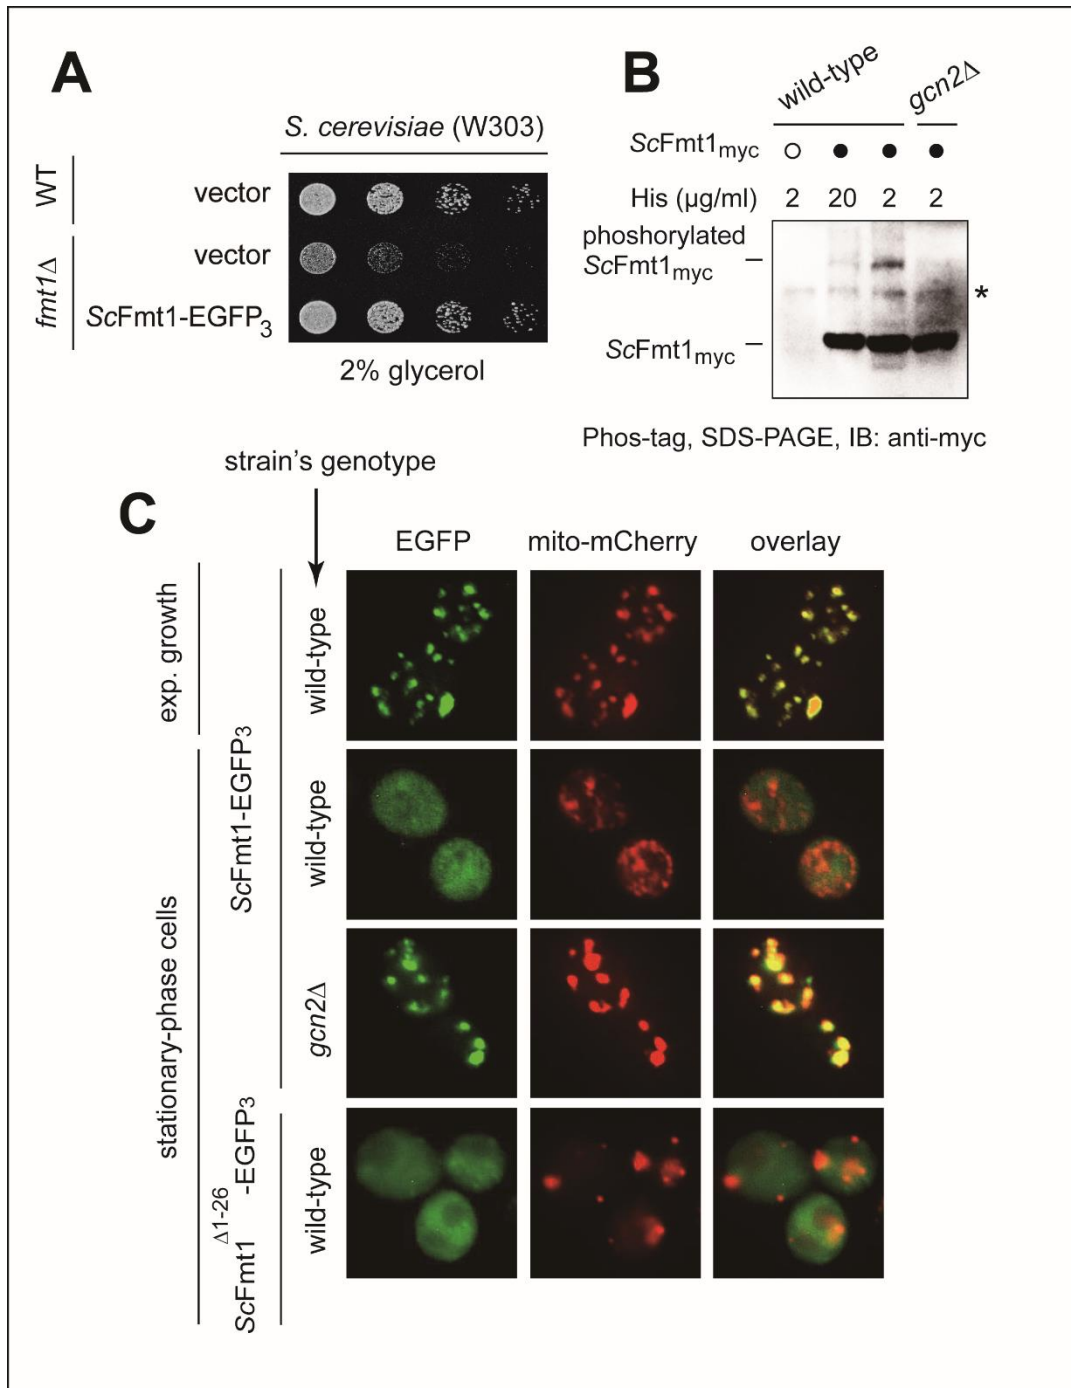 A
S. cerevisiae (W303)
WT
vector
fmt1Δ
vector
ScFmt1-EGFP3
2% glycerol
B
wild-type
gcn2Δ
ScFmt1myc
His (µg/ml) 2 20 2 2
phoshorylated
ScFmt1myc
*
ScFmt1myc
Phos-tag, SDS-PAGE, IB: anti-myc
strain's genotype
C
EGFP mito-mCherry overlay
exp. growth
stationary-phase cells
ScFmt1-EGFP3
ScFmt1Δ1-26-EGFP3
wild-type
wild-type
gcn2Δ
wild-type